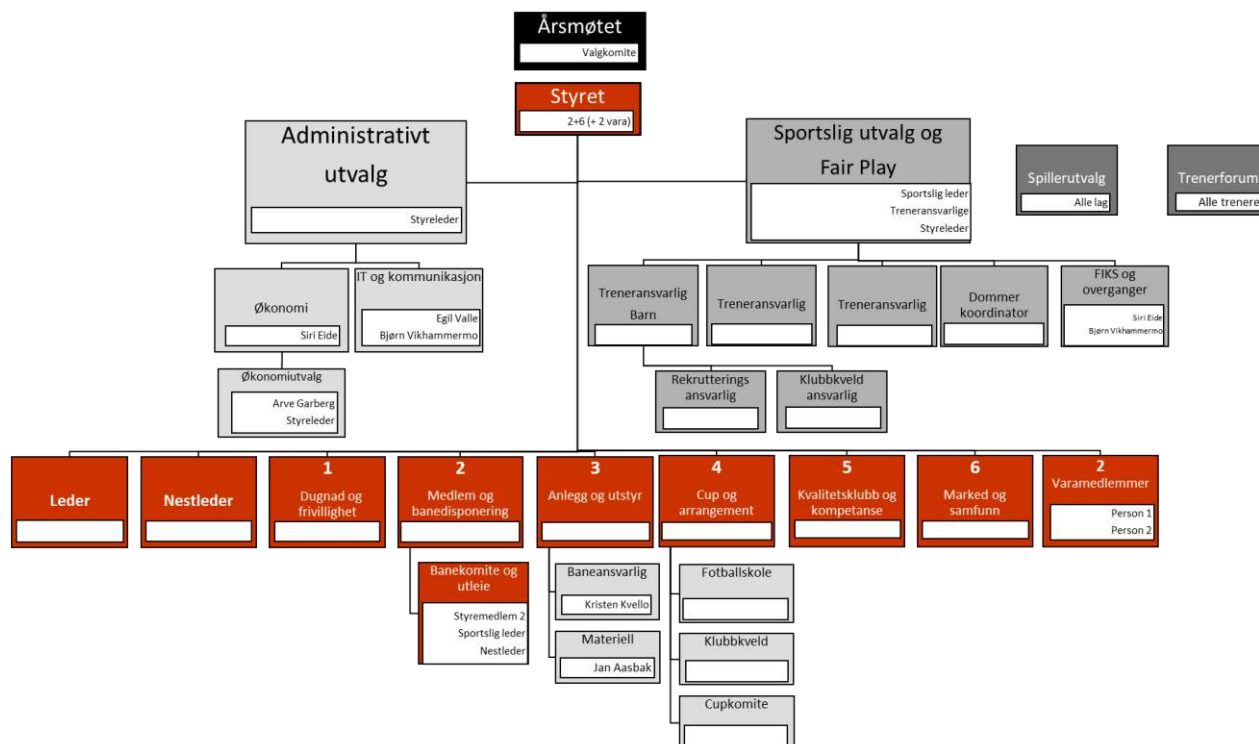 Årsmøtet
Valgkomite
Styret
2+6 (+ 2 vara)
Administrativt
utvalg
Styreleder
Sportslig utvalg og
Fair Play
Sportslig leder
Treneransvarlige
Styreleder
Spillerutvalg
Alle lag
Trenerforum
Alle trenere
Økonomi
Siri Eide
IT og kommunikasjon
Egil Valle
Bjørn Vikhammermo
Treneransvarlig
Barn
Treneransvarlig
Treneransvarlig
Dommer
koordinator
FIKS og
overganger
Siri Eide
Bjørn Vikhammermo
Økonomiutvalg
Arve Garberg
Styreleder
Rekrutterings
ansvarlig
Klubbkveld
ansvarlig
Leder
Nestleder
1
Dugnad og
frivillighet
2
Medlem og
banedisponering
3
Anlegg og utstyr
4
Cup og
arrangement
5
Kvalitetsklubb og
kompetanse
6
Marked og
samfunn
2
Varamedlemmer
Person 1
Person 2
Banekomite og
utleie
Styremedlem 2
Sportslig leder
Nestleder
Baneansvarlig
Kristen Kvello
Materiell
Jan Aasbak
Fotballskole
Klubbkveld
Cupkomite